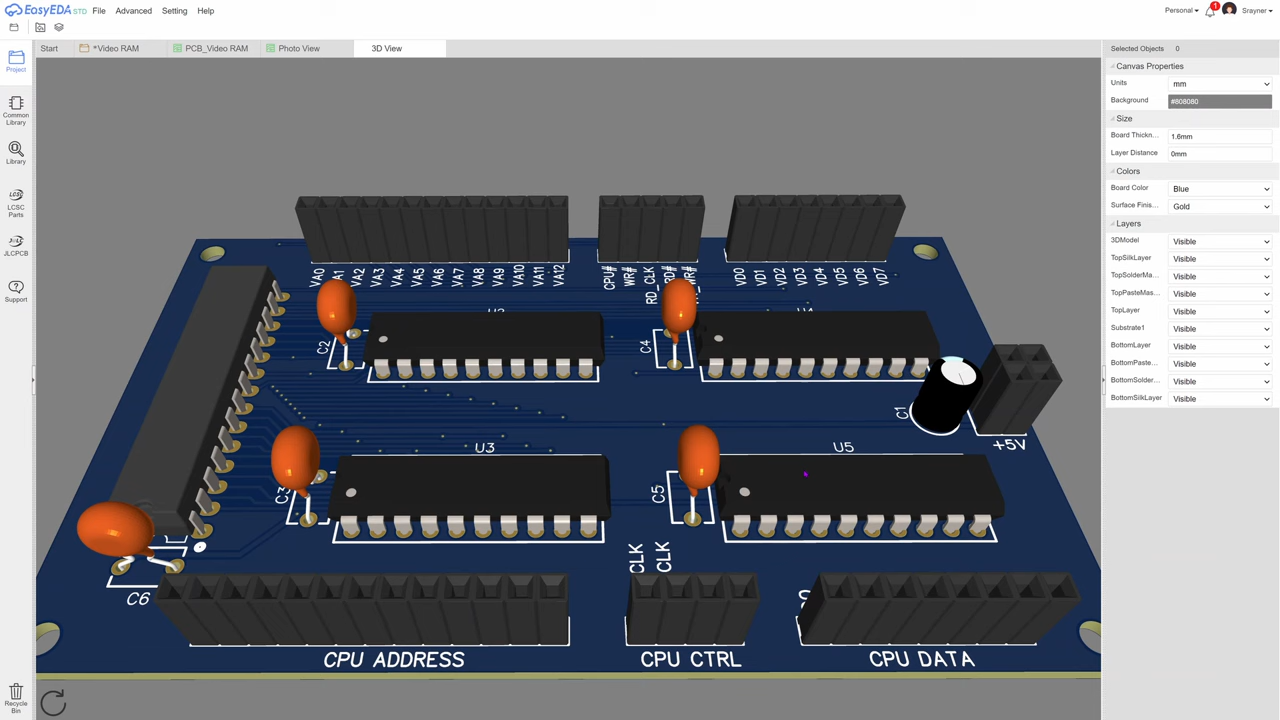 EasyEDA STD File Advanced Setting Help Personal 1 Srayner
Start *Video RAM PCB_Video RAM Photo View 3D View
Project
Common Library
Library
LCSC
LCSC Parts
JLCPCB
Support
Recycle Bin
VA0 VA1 VA2 VA3 VA4 VA5 VA6 VA7 VA8 VA9 VA10 VA11 VA12 CPU# WR# RD_CLK VD0 VD1 VD2 VD3 VD4 VD5 VD6 VD7
C2 C4
C1
+5V
U3 U5
C3 C5
CLK CLK
C6
CPU ADDRESS CPU CTRL CPU DATA
Selected Objects 0
Canvas Properties
Units mm
Background #808080
Size
Board Thickn... 1.6mm
Layer Distance 0mm
Colors
Board Color Blue
Surface Finis... Gold
Layers
3DModel Visible
TopSilkLayer Visible
TopSolderMa... Visible
TopPasteMas... Visible
TopLayer Visible
Substrate1 Visible
BottomLayer Visible
BottomPaste... Visible
BottomSolder... Visible
BottomSilkLayer Visible